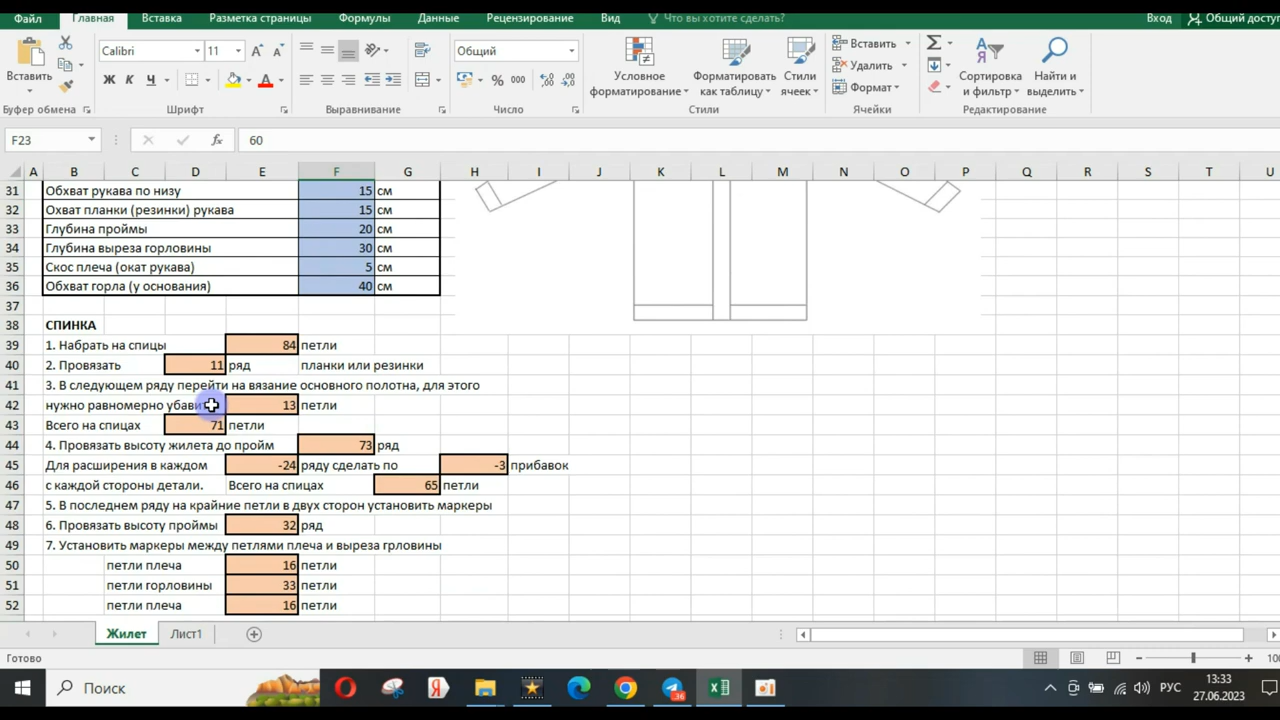 Файл Главная Вставка Разметка страницы Формулы Данные Рецензирование Вид Что вы хотите сделать? Вход Общий доступ
Вставить
Буфер обмена
Calibri 11
Ж К Ч
Шрифт
Выравнивание
Общий
% 000
Число
Условное форматирование
Форматировать как таблицу
Стили ячеек
Стили
Вставить
Удалить
Формат
Ячейки
Сортировка и фильтр
Найти и выделить
Редактирование
F23 fx 60
A B C D E F G H I J K L M N O P Q R S T U
31 Обхват рукава по низу 15 см
32 Охват планки (резинки) рукава 15 см
33 Глубина проймы 20 см
34 Глубина выреза горловины 30 см
35 Скос плеча (окат рукава) 5 см
36 Обхват горла (у основания) 40 см
37
38 СПИНКА
39 1. Набрать на спицы 84 петли
40 2. Провязать 11 ряд планки или резинки
41 3. В следующем ряду перейти на вязание основного полотна, для этого
42 нужно равномерно убавить 13 петли
43 Всего на спицах 71 петли
44 4. Провязать высоту жилета до пройм 73 ряд
45 Для расширения в каждом -24 ряду сделать по -3 прибавок
46 с каждой стороны детали. Всего на спицах 65 петли
47 5. В последнем ряду на крайние петли в двух сторон установить маркеры
48 6. Провязать высоту проймы 32 ряд
49 7. Установить маркеры между петлями плеча и выреза грловины
50 петли плеча 16 петли
51 петли горловины 33 петли
52 петли плеча 16 петли
Жилет Лист1
Готово 100
Поиск 36 РУС 13:33
27.06.2023